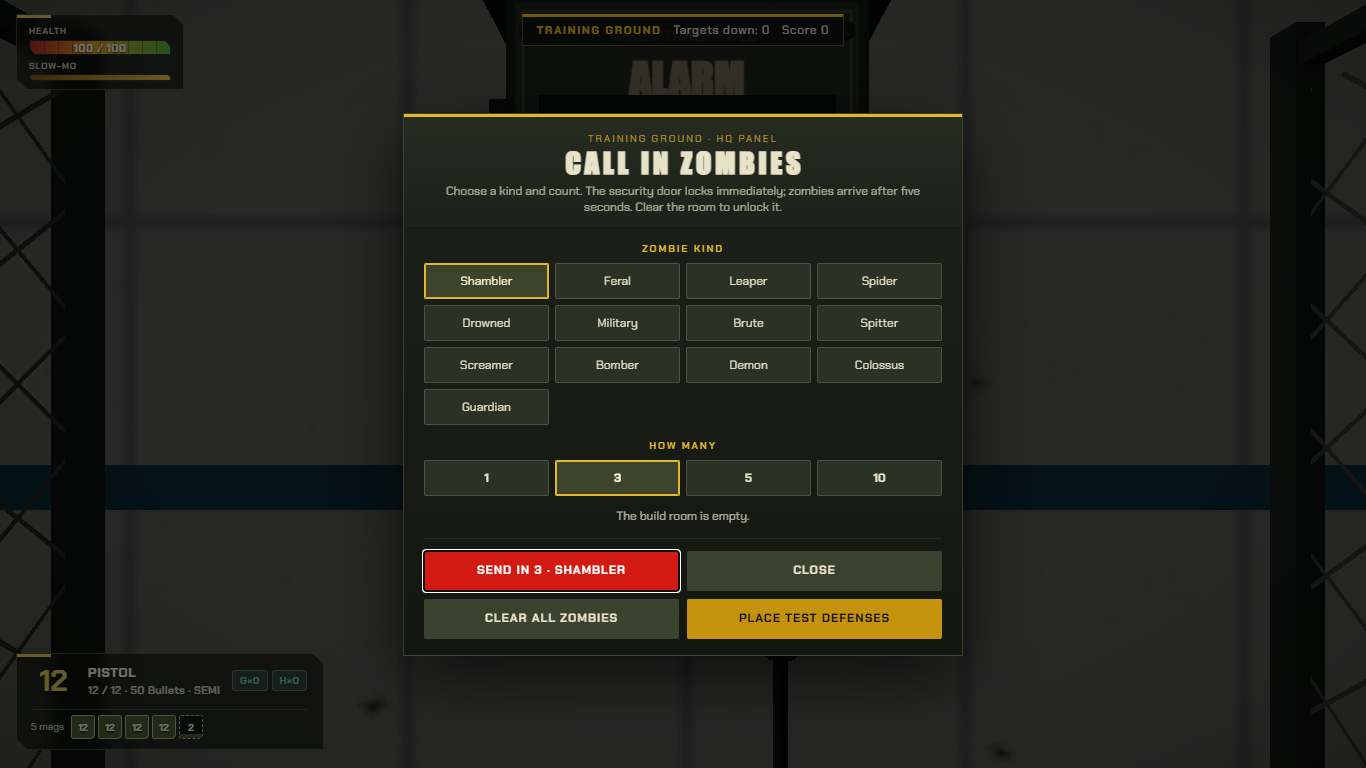 HEALTH
100 / 100
SLOW-MO
TRAINING GROUND Targets down: 0 Score 0
ALARM
TRAINING GROUND · HQ PANEL
CALL IN ZOMBIES
Choose a kind and count. The security door locks immediately; zombies arrive after five
seconds. Clear the room to unlock it.
ZOMBIE KIND
Shambler Feral Leaper Spider
Drowned Military Brute Spitter
Screamer Bomber Demon Colossus
Guardian
HOW MANY
1 3 5 10
The build room is empty.
SEND IN 3 · SHAMBLER CLOSE
CLEAR ALL ZOMBIES PLACE TEST DEFENSES
12 PISTOL
12 / 12 · 50 Bullets · SEMI G×0 H×0
5 mags 12 12 12 12 2